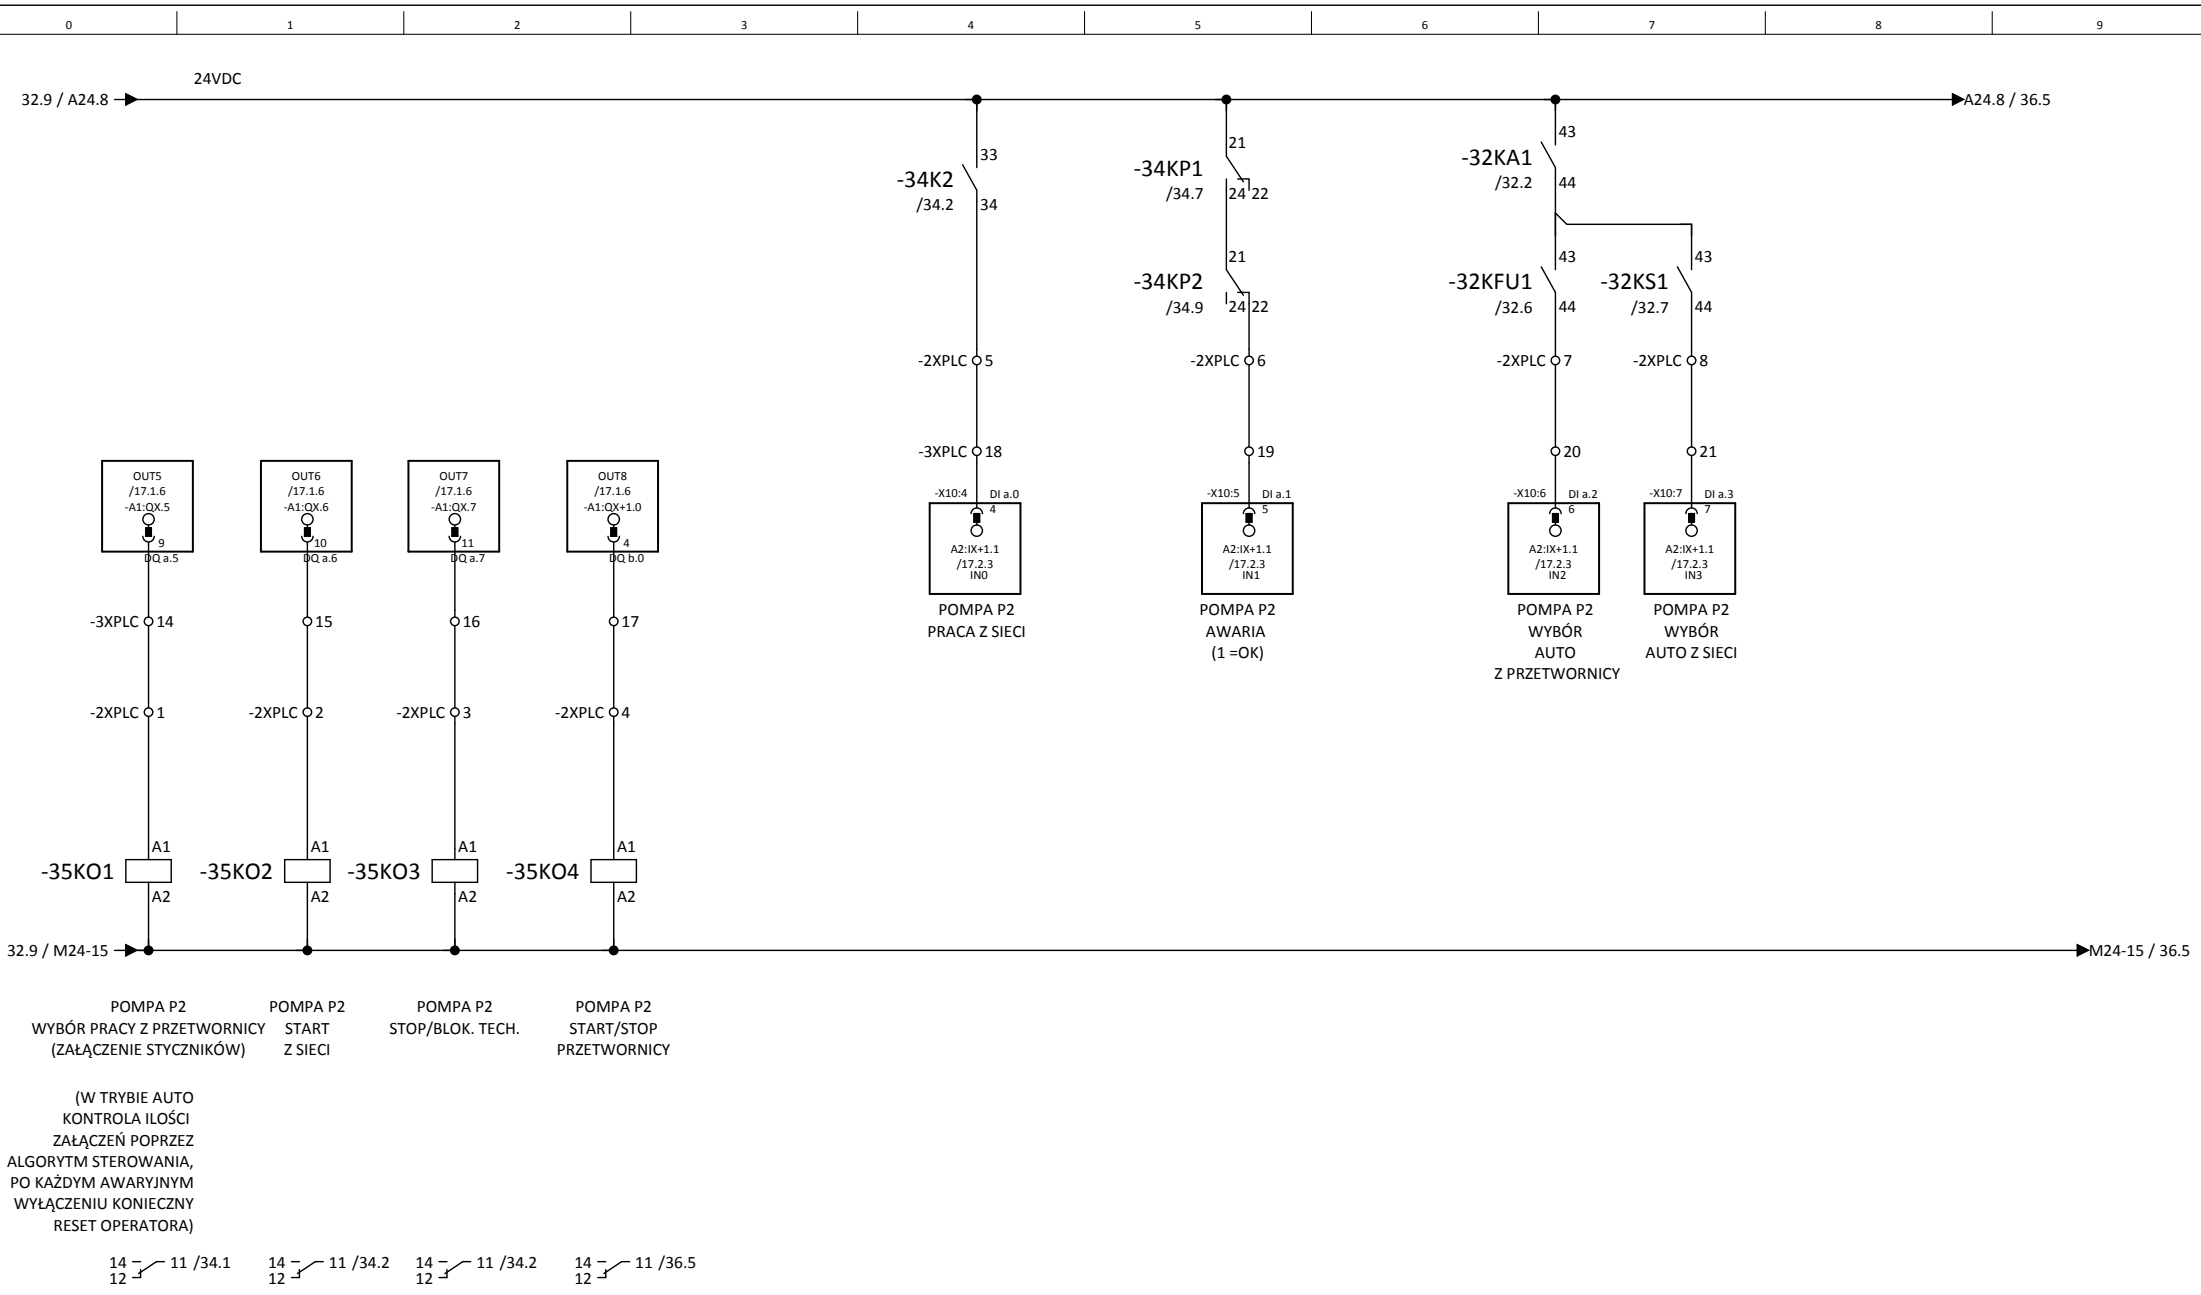 0 1 2 3 4 5 6 7 8 9
24VDC
32.9 / A24.8
A24.8 / 36.5
-34K2
/34.2
33
34
-34KP1
/34.7
21
24 22
-34KP2
/34.9
21
24 22
-32KA1
/32.2
43
44
-32KFU1
/32.6
43
44
-32KS1
/32.7
43
44
-2XPLC 5
-2XPLC 6
-2XPLC 7
-2XPLC 8
-3XPLC 18
19
20
21
OUT5
/17.1.6
-A1:QX.5
9
DQ a.5
OUT6
/17.1.6
-A1:QX.6
10
DQ a.6
OUT7
/17.1.6
-A1:QX.7
11
DQ a.7
OUT8
/17.1.6
-A1:QX+1.0
4
DQ b.0
-X10:4 DI a.0
4
A2:IX+1.1
/17.2.3
IN0
POMPA P2
PRACA Z SIECI
-X10:5 DI a.1
5
A2:IX+1.1
/17.2.3
IN1
POMPA P2
AWARIA
(1 =OK)
-X10:6 DI a.2
6
A2:IX+1.1
/17.2.3
IN2
POMPA P2
WYBÓR
AUTO
Z PRZETWORNICY
-X10:7 DI a.3
7
A2:IX+1.1
/17.2.3
IN3
POMPA P2
WYBÓR
AUTO Z SIECI
-3XPLC 14
15
16
17
-2XPLC 1
-2XPLC 2
-2XPLC 3
-2XPLC 4
-35KO1
A1
A2
-35KO2
A1
A2
-35KO3
A1
A2
-35KO4
A1
A2
32.9 / M24-15
M24-15 / 36.5
POMPA P2
WYBÓR PRACY Z PRZETWORNICY
(ZAŁĄCZENIE STYCZNIKÓW)
POMPA P2
START
Z SIECI
POMPA P2
STOP/BLOK. TECH.
POMPA P2
START/STOP
PRZETWORNICY
(W TRYBIE AUTO
KONTROLA ILOŚCI
ZAŁĄCZEŃ POPRZEZ
ALGORYTM STEROWANIA,
PO KAŻDYM AWARYJNYM
WYŁĄCZENIU KONIECZNY
RESET OPERATORA)
14 11 /34.1
12
14 11 /34.2
12
14 11 /34.2
12
14 11 /36.5
12